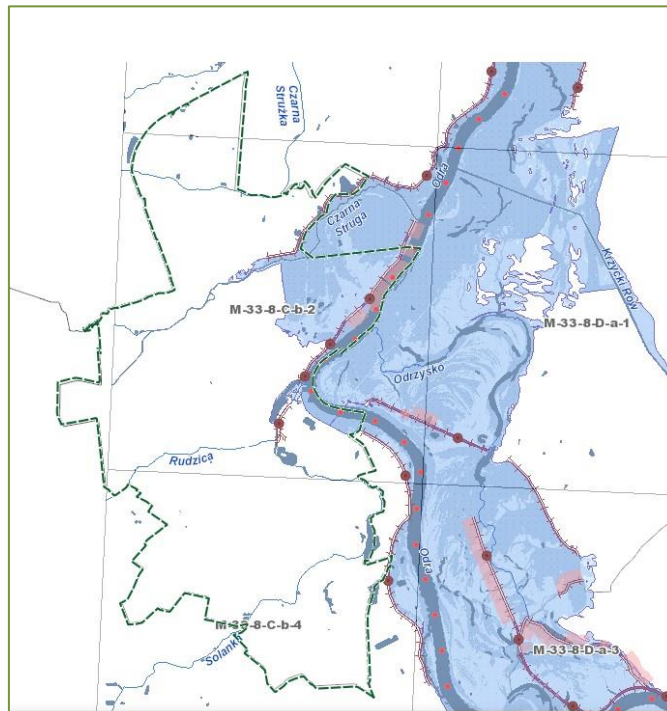 Czarna
Strużka
Odra
Czarna
Struga
Krzycki Rów
M-33-8-C-b-2
M-33-8-D-a-1
Odrzysko
Rudzica
Odra
M-33-8-C-b-4
Solanka
M-33-8-D-a-3